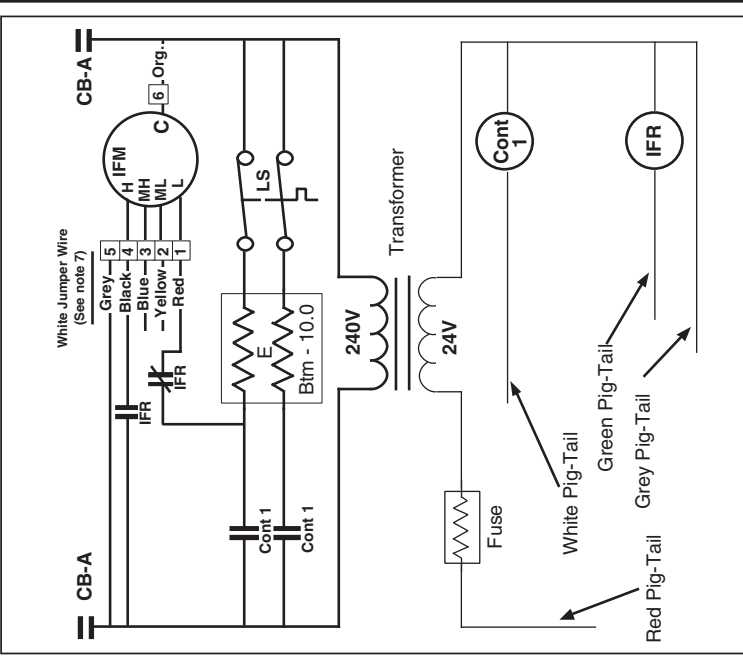 CB-A
CB-A
White Jumper Wire
(See note 7)
Grey
5
Black
4
Blue
3
Yellow
2
Red
1
IFM
H
MH
ML
L
C
6
Org.
IFR
IFR
LS
E
Btm - 10.0
Cont 1
Cont 1
240V
Transformer
24V
Fuse
Cont
1
IFR
White Pig-Tail
Green Pig-Tail
Grey Pig-Tail
Red Pig-Tail